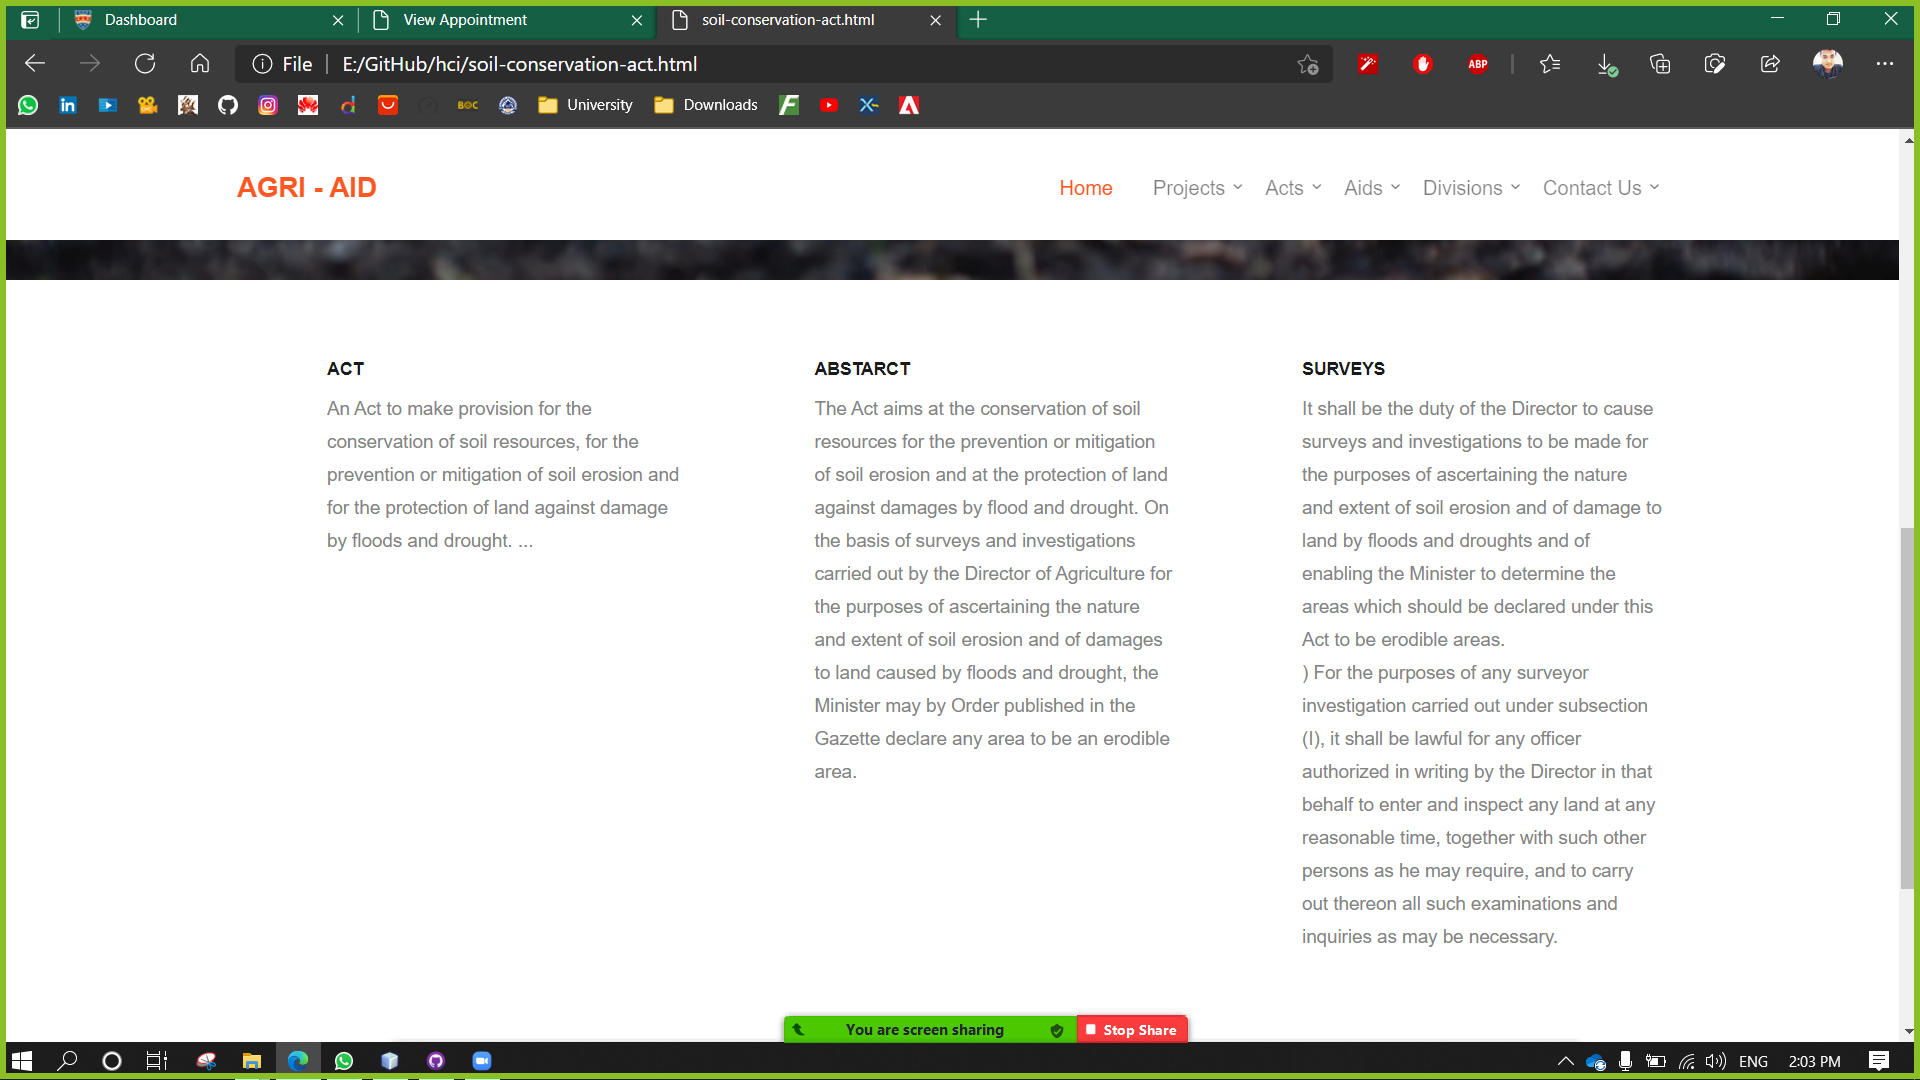 Dashboard
View Appointment
soil-conservation-act.html
File
E:/GitHub/hci/soil-conservation-act.html
ABP
BOC
University
Downloads
AGRI - AID
Home
Projects
Acts
Aids
Divisions
Contact Us
ACT
An Act to make provision for the
conservation of soil resources, for the
prevention or mitigation of soil erosion and
for the protection of land against damage
by floods and drought. ...
ABSTARCT
The Act aims at the conservation of soil
resources for the prevention or mitigation
of soil erosion and at the protection of land
against damages by flood and drought. On
the basis of surveys and investigations
carried out by the Director of Agriculture for
the purposes of ascertaining the nature
and extent of soil erosion and of damages
to land caused by floods and drought, the
Minister may by Order published in the
Gazette declare any area to be an erodible
area.
SURVEYS
It shall be the duty of the Director to cause
surveys and investigations to be made for
the purposes of ascertaining the nature
and extent of soil erosion and of damage to
land by floods and droughts and of
enabling the Minister to determine the
areas which should be declared under this
Act to be erodible areas.
) For the purposes of any surveyor
investigation carried out under subsection
(I), it shall be lawful for any officer
authorized in writing by the Director in that
behalf to enter and inspect any land at any
reasonable time, together with such other
persons as he may require, and to carry
out thereon all such examinations and
inquiries as may be necessary.
You are screen sharing
Stop Share
ENG
2:03 PM